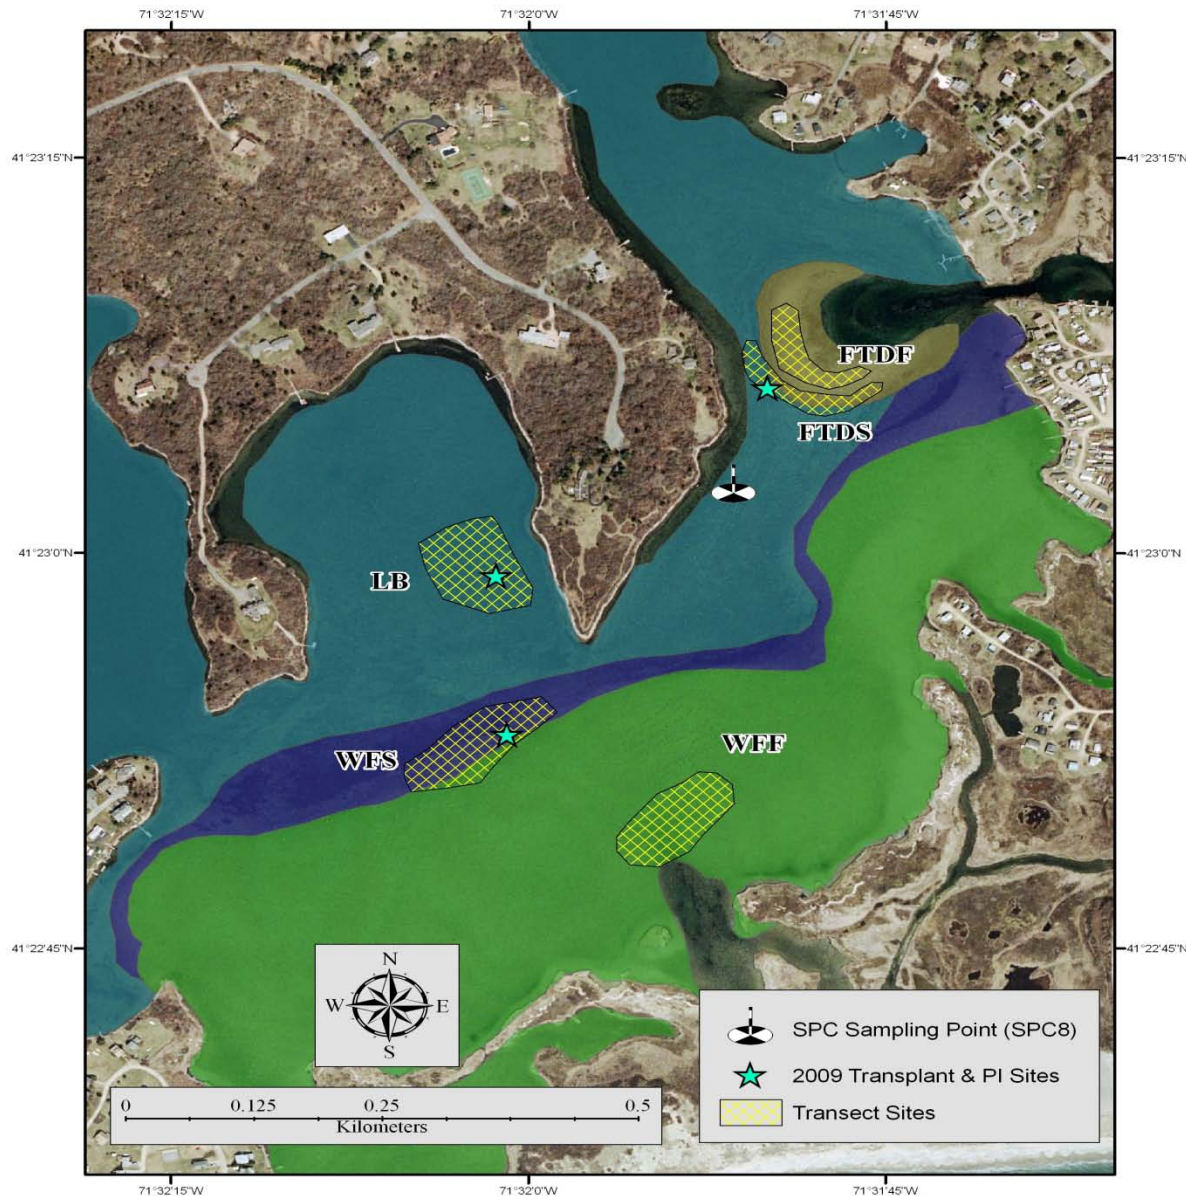 71°32'15"W 71°32'0"W 71°31'45"W
41°23'15"N 41°23'15"N
FTDF
FTDS
41°23'0"N 41°23'0"N
LB
WFS
WFF
41°22'45"N 41°22'45"N
N
W E
S
SPC Sampling Point (SPC8)
2009 Transplant & PI Sites
Transect Sites
0 0.125 0.25 0.5
Kilometers
71°32'15"W 71°32'0"W 71°31'45"W